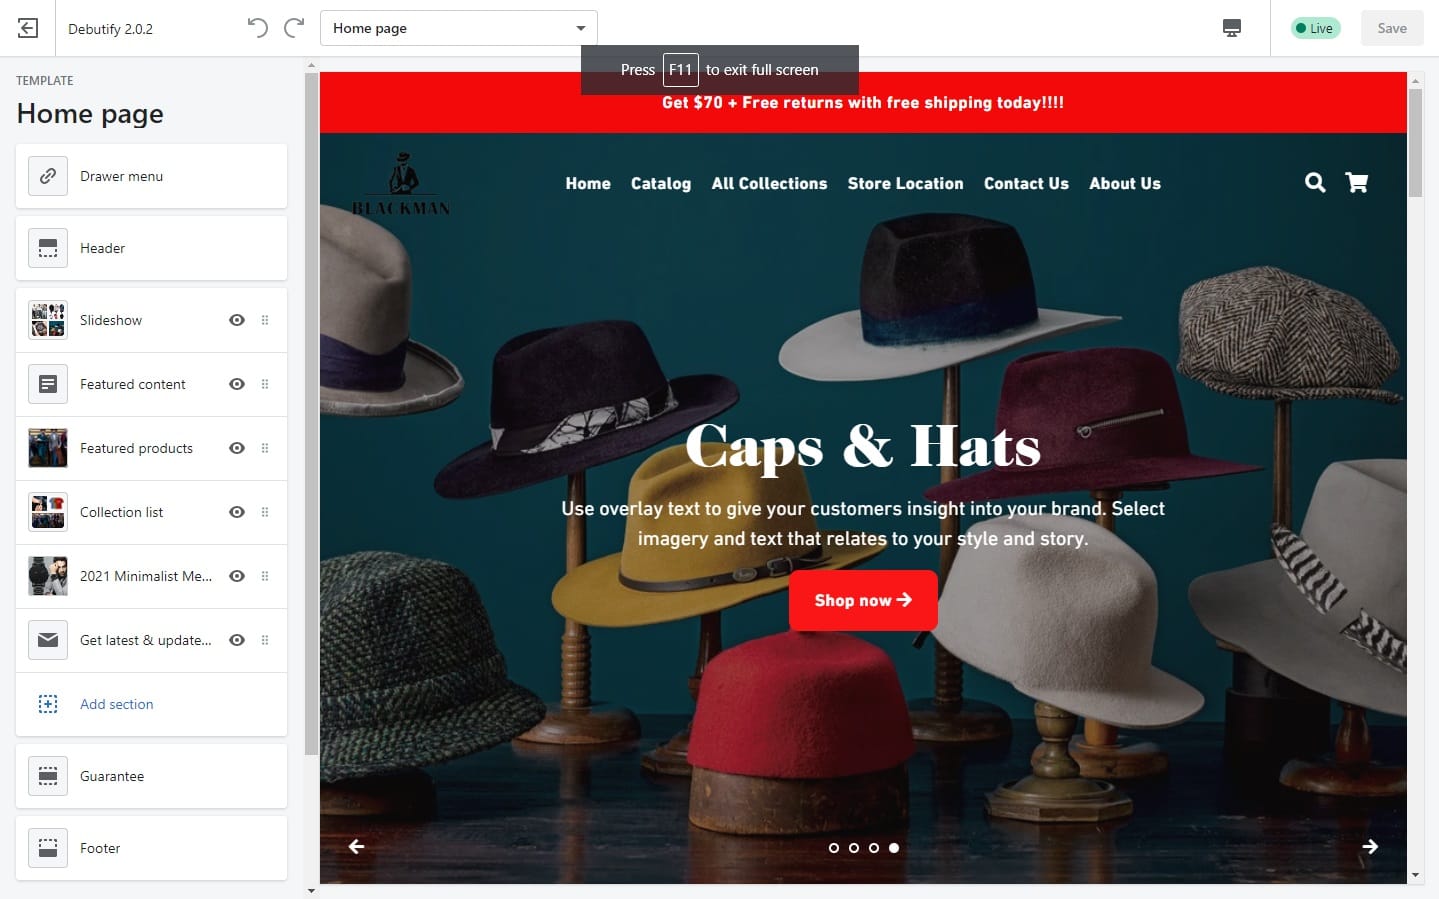 Debutify 2.0.2
Home page
Live
Save
Press F11 to exit full screen
TEMPLATE
Home page
Drawer menu
Header
Slideshow
Featured content
Featured products
Collection list
2021 Minimalist Me...
Get latest & update...
Add section
Guarantee
Footer
Get $70 + Free returns with free shipping today!!!!
BLACKMAN
Home Catalog All Collections Store Location Contact Us About Us
Caps & Hats
Use overlay text to give your customers insight into your brand. Select
imagery and text that relates to your style and story.
Shop now